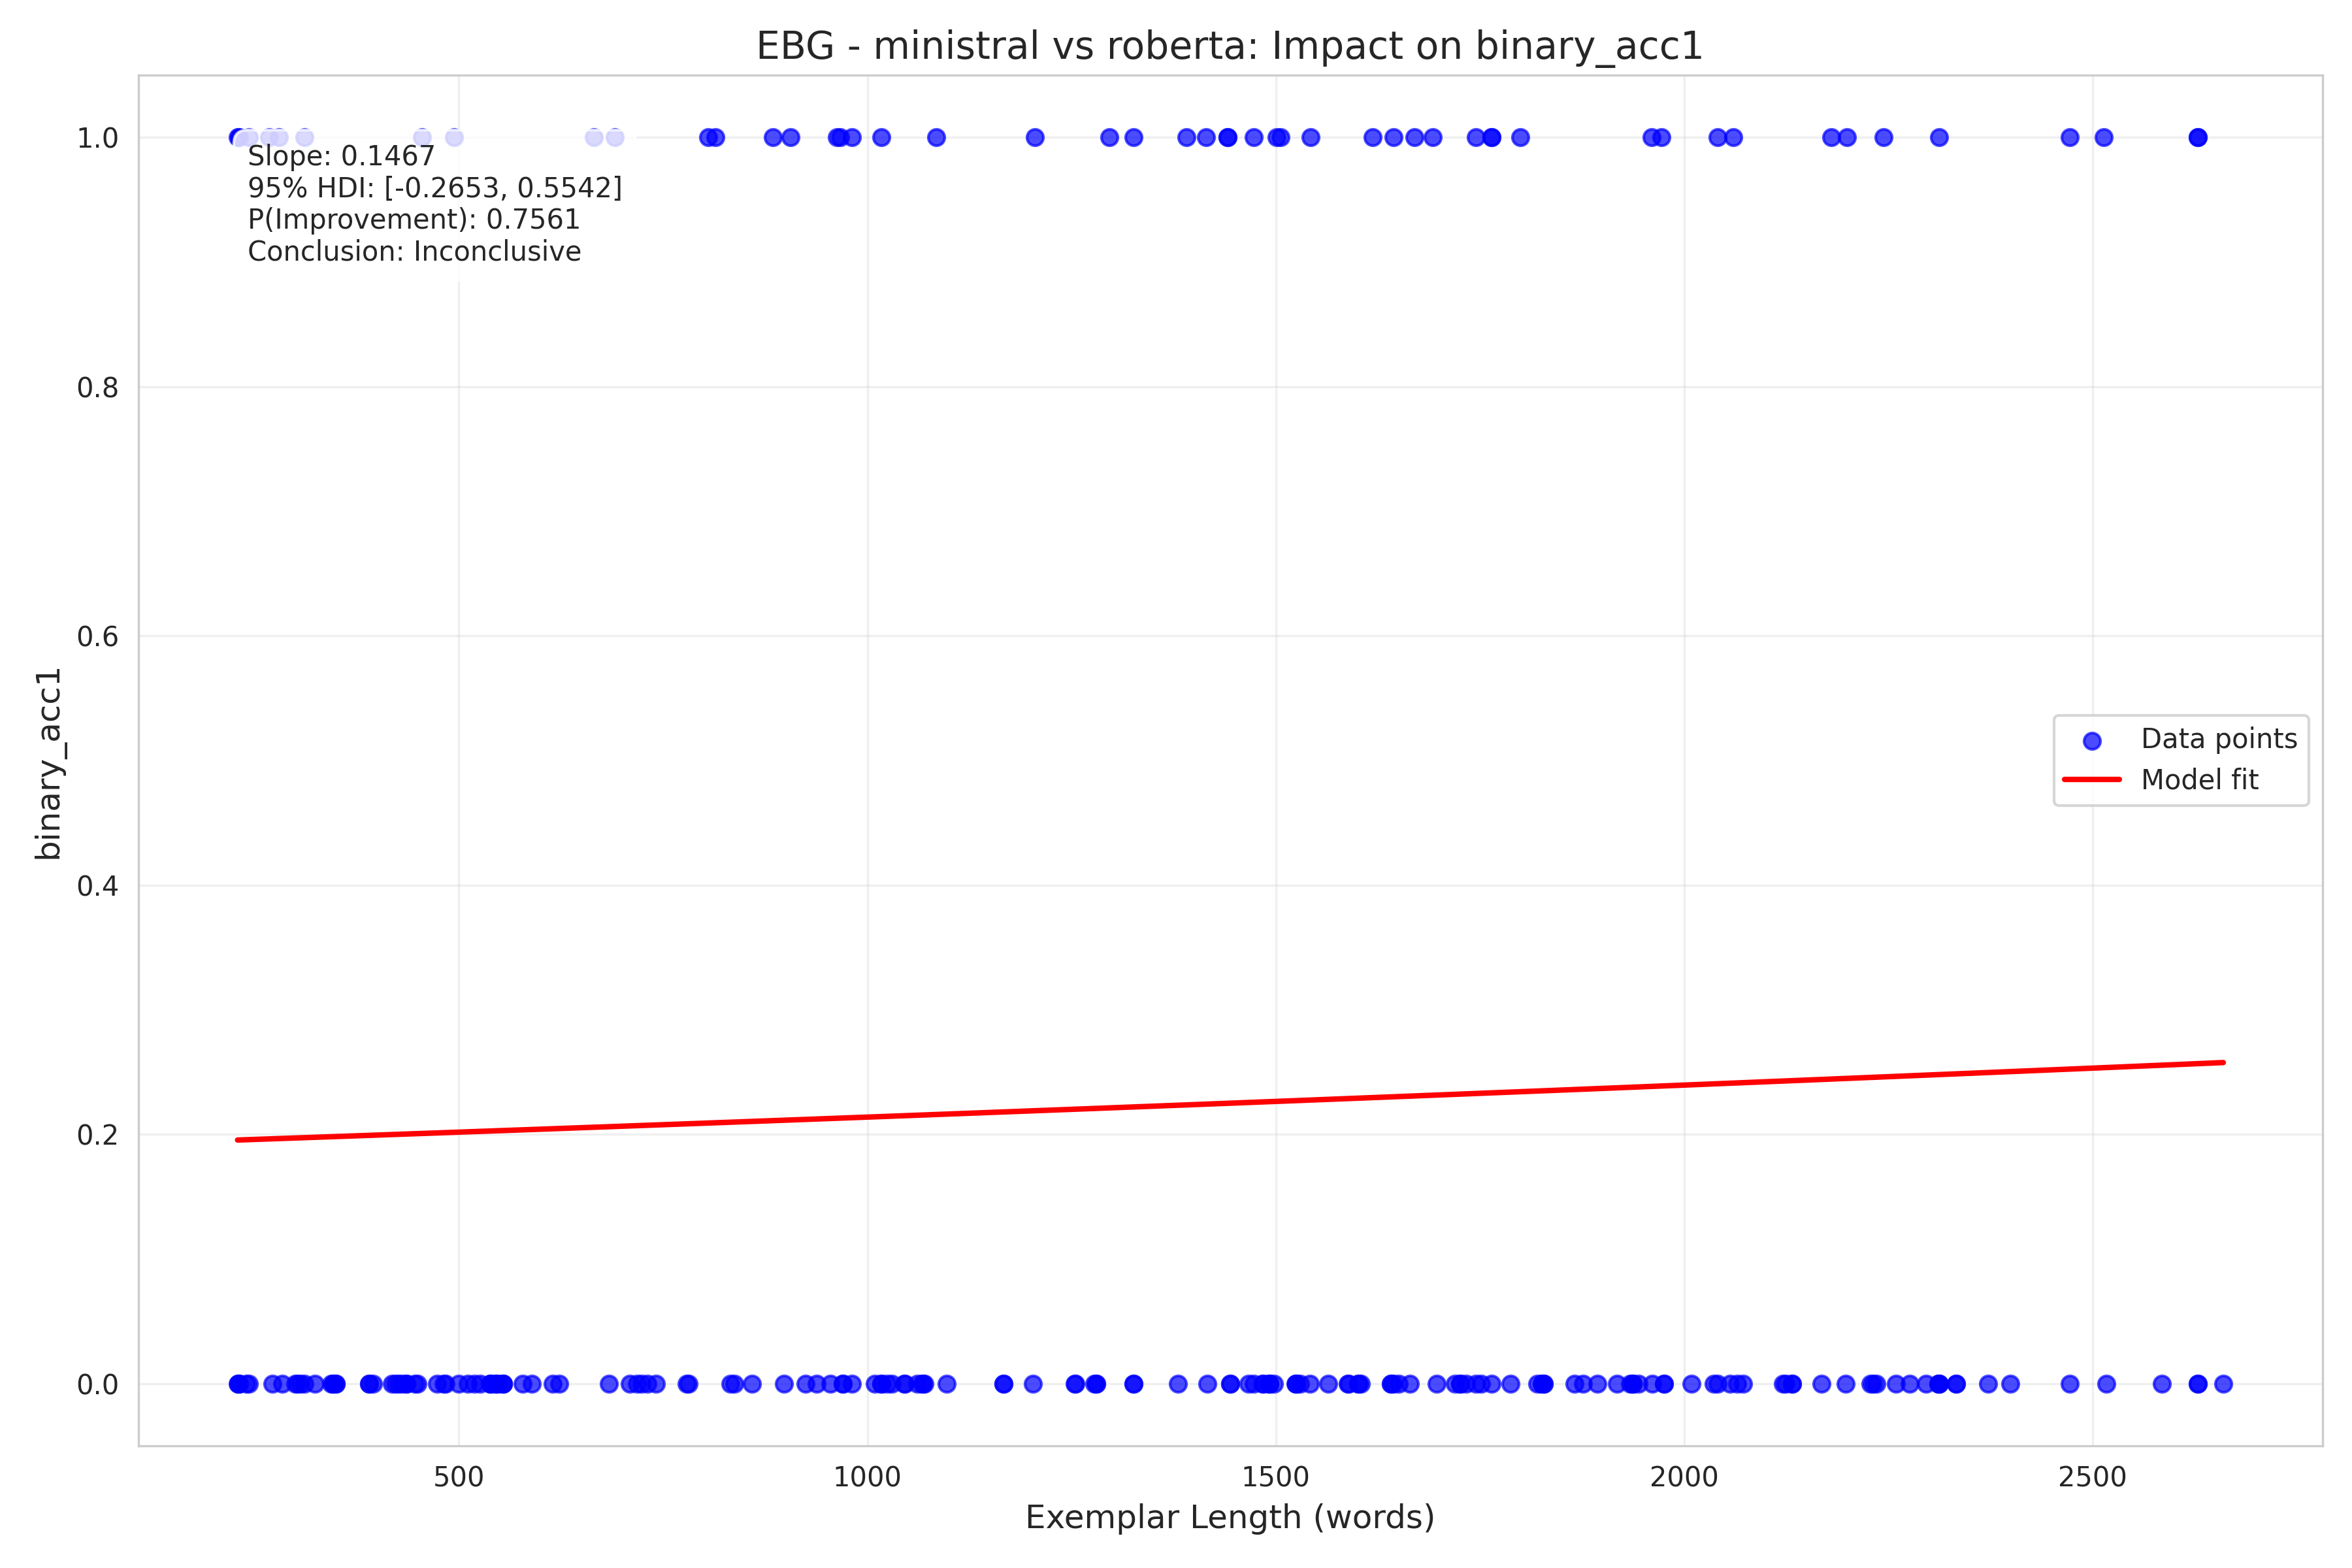 EBG - ministral vs roberta: Impact on binary_acc1
1.0
0.8
0.6
0.4
0.2
0.0
binary_acc1
Slope: 0.1467
95% HDI: [-0.2653, 0.5542]
P(Improvement): 0.7561
Conclusion: Inconclusive
Data points
Model fit
500
1000
1500
2000
2500
Exemplar Length (words)